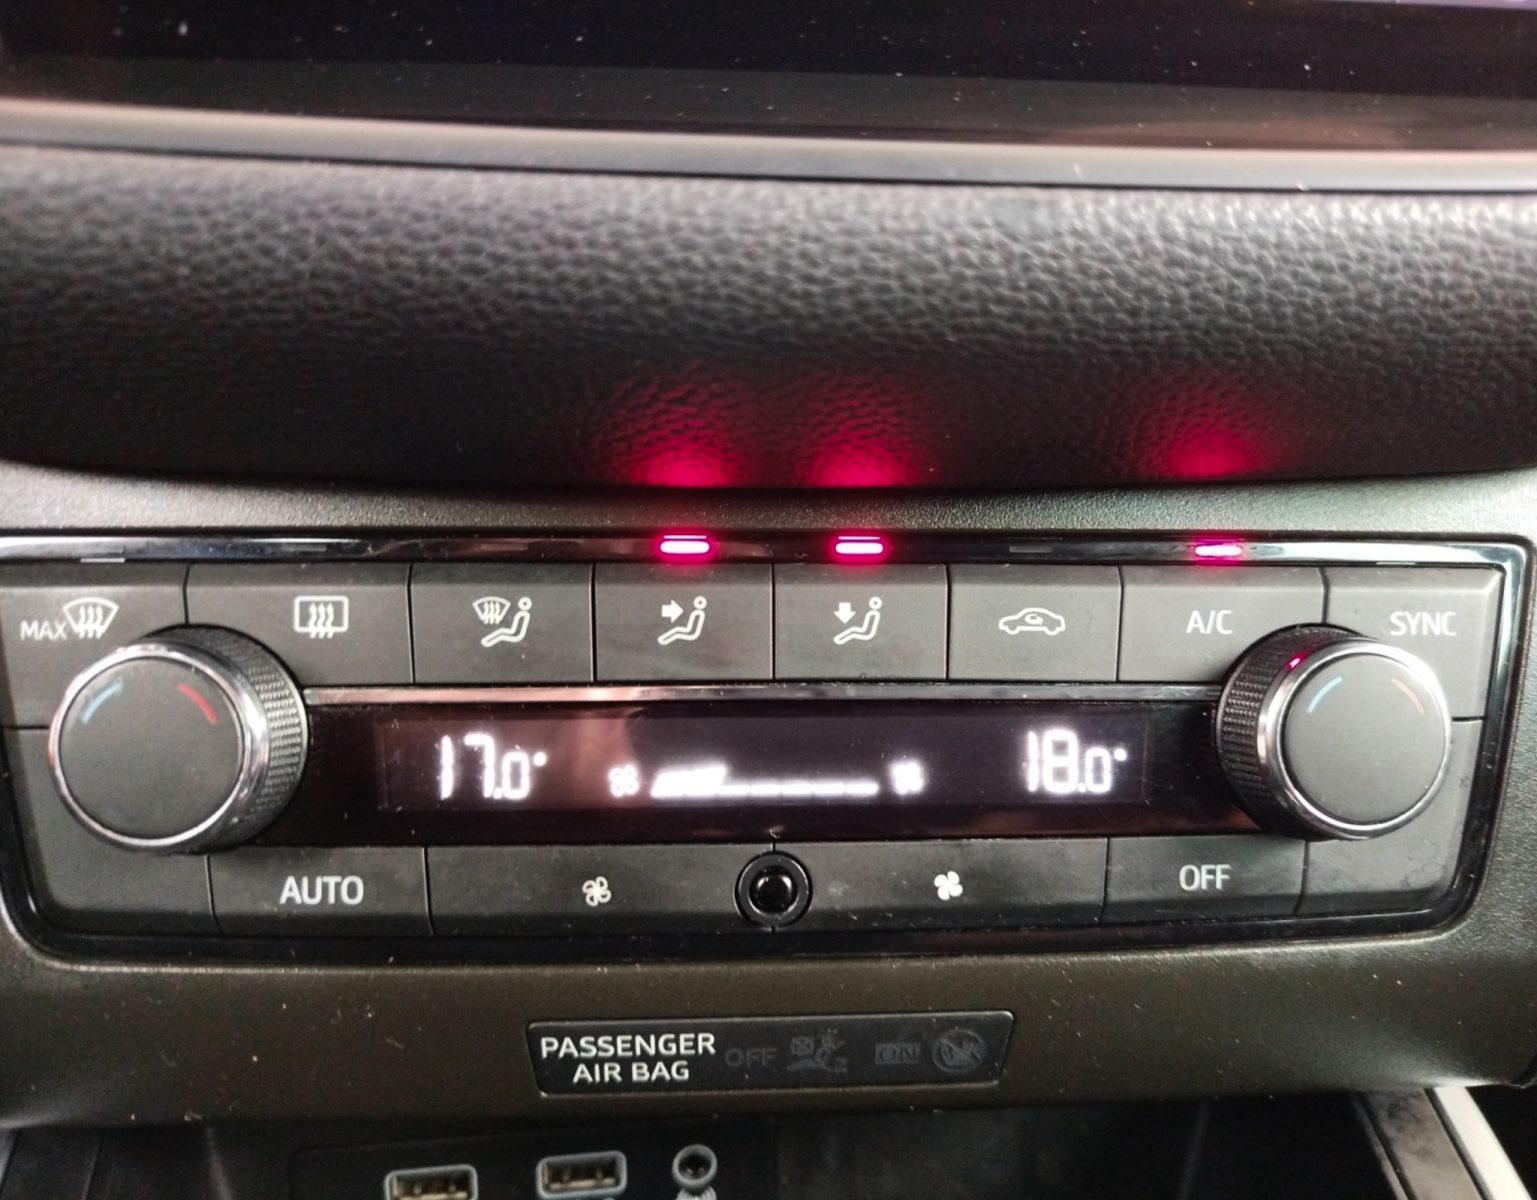 MAX
A/C
SYNC
17.0°
18.0°
AUTO
OFF
PASSENGER
AIR BAG
OFF
ON